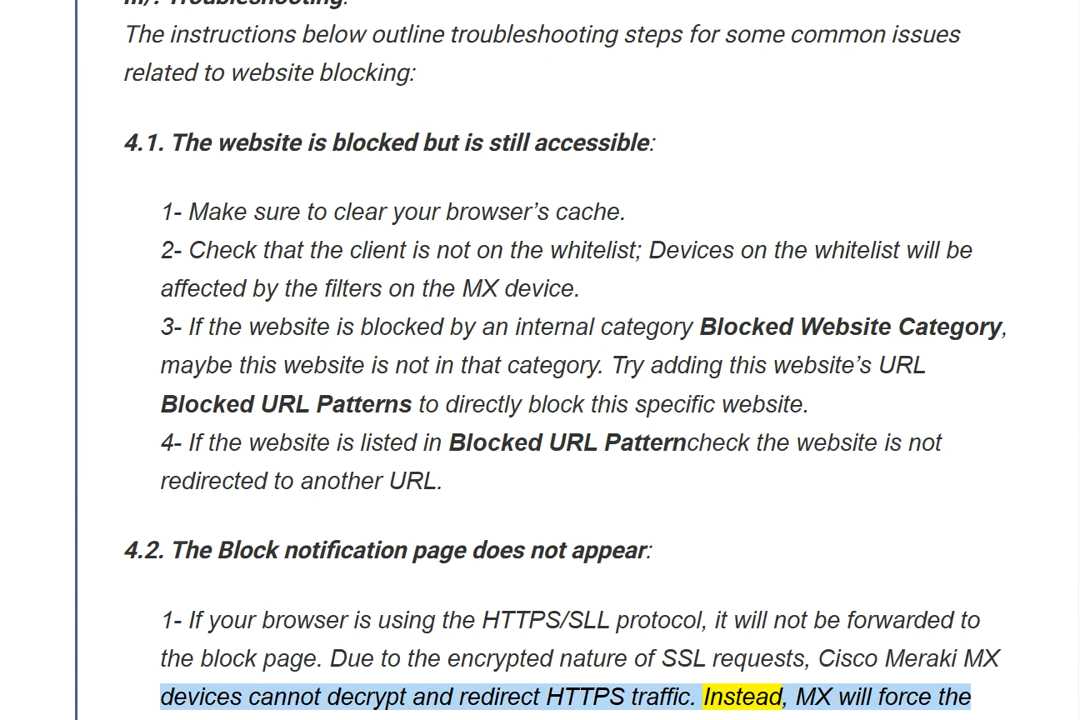 The instructions below outline troubleshooting steps for some common issues
related to website blocking:
4.1. The website is blocked but is still accessible:
1- Make sure to clear your browser’s cache.
2- Check that the client is not on the whitelist; Devices on the whitelist will be
affected by the filters on the MX device.
3- If the website is blocked by an internal category Blocked Website Category,
maybe this website is not in that category. Try adding this website’s URL
Blocked URL Patterns to directly block this specific website.
4- If the website is listed in Blocked URL Patterncheck the website is not
redirected to another URL.
4.2. The Block notification page does not appear:
1- If your browser is using the HTTPS/SLL protocol, it will not be forwarded to
the block page. Due to the encrypted nature of SSL requests, Cisco Meraki MX
devices cannot decrypt and redirect HTTPS traffic. Instead, MX will force the